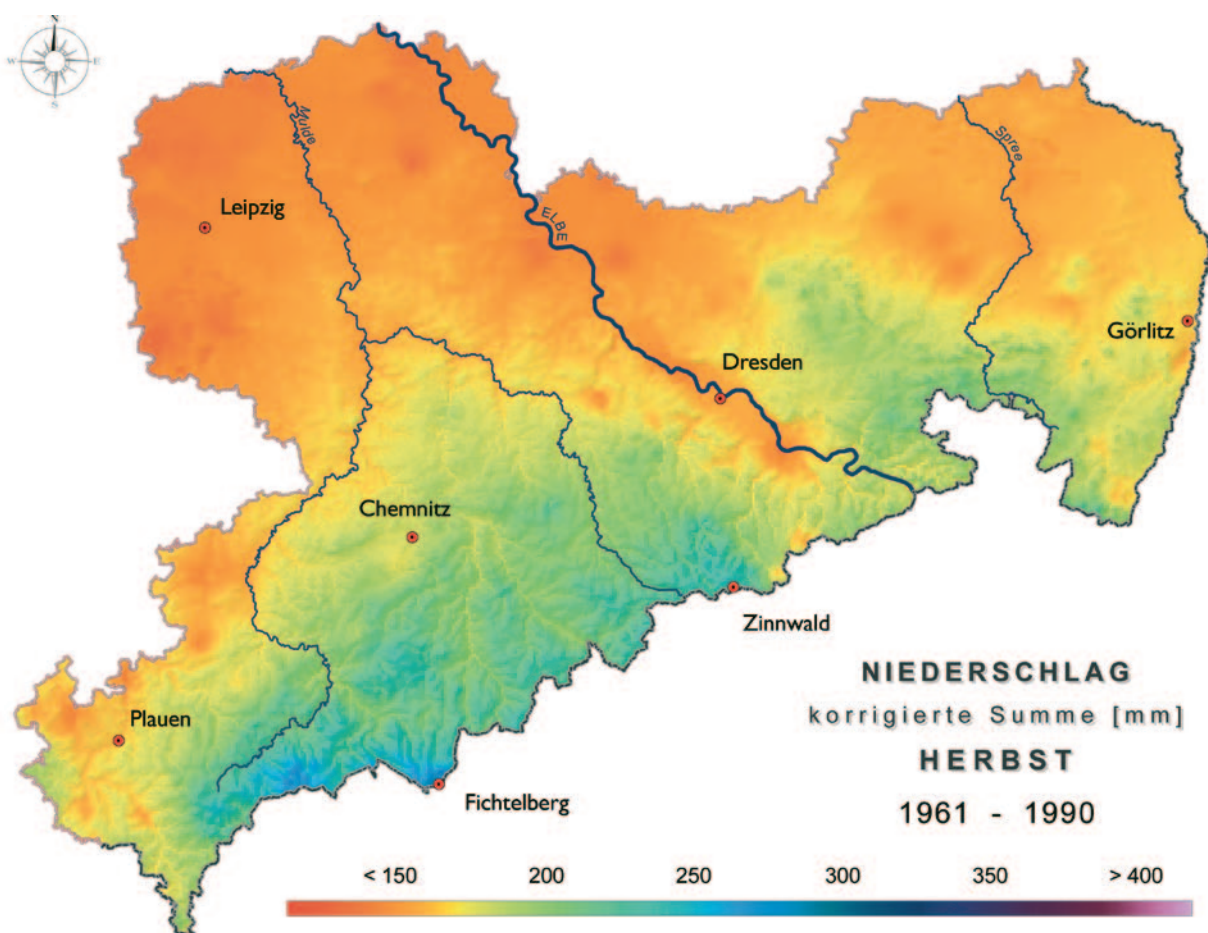 N
W E
S
Mulde
Spree
Leipzig
ELBE
Görlitz
Dresden
Chemnitz
Zinnwald
Plauen
Fichtelberg
NIEDERSCHLAG
korrigierte Summe [mm]
HERBST
1961 - 1990
< 150 200 250 300 350 > 400